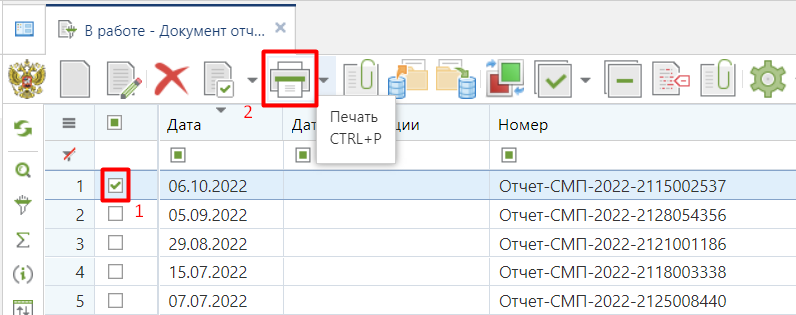 В работе - Документ отч...
2
Печать
CTRL+P
Дата
Дат
ции
Номер
1 06.10.2022 Отчет-СМП-2022-2115002537
1
2 05.09.2022 Отчет-СМП-2022-2128054356
3 29.08.2022 Отчет-СМП-2022-2121001186
4 15.07.2022 Отчет-СМП-2022-2118003338
5 07.07.2022 Отчет-СМП-2022-2125008440